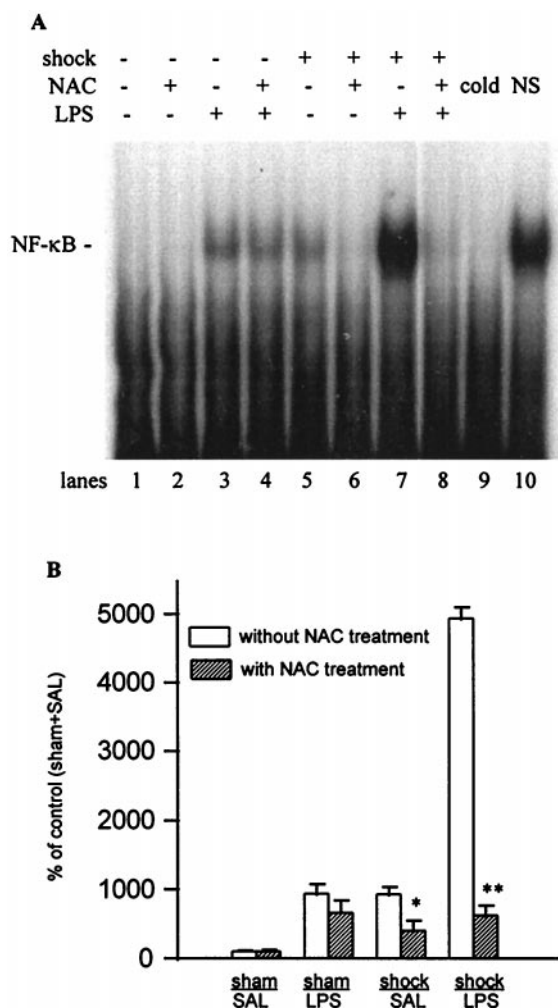 A
shock - - - - + + + +
NAC - + - + - + - + cold NS
LPS - - + + - - + +
NF-κB -
lanes 1 2 3 4 5 6 7 8 9 10
B
5000
4000
3000
2000
1000
0
% of control (sham+SAL)
without NAC treatment
with NAC treatment
*
**
sham sham shock shock
SAL LPS SAL LPS